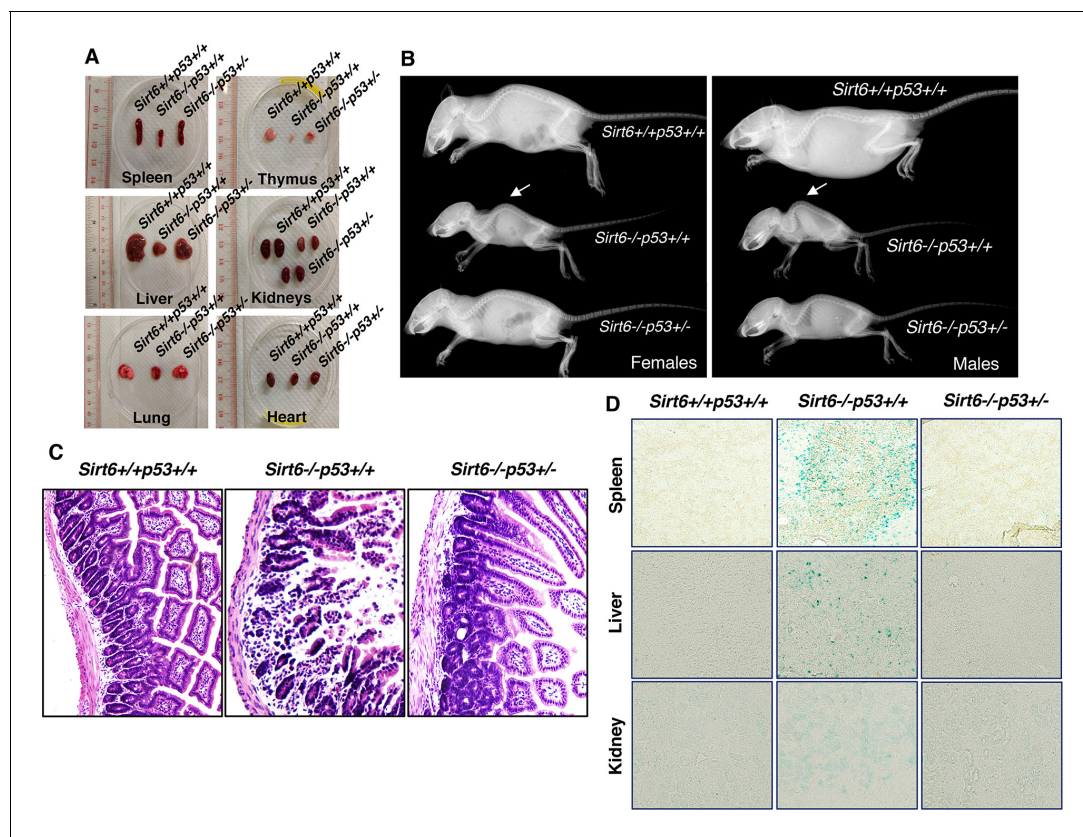 A
Sirt6+/+p53+/+
Sirt6-/-p53+/+
Sirt6-/-p53+/-
Spleen
Sirt6+/+p53+/+
Sirt6-/-p53+/+
Sirt6-/-p53+/-
Thymus
Sirt6+/+p53+/+
Sirt6-/-p53+/+
Sirt6-/-p53+/-
Liver
Sirt6+/+p53+/+
Sirt6-/-p53+/+
Sirt6-/-p53+/-
Kidneys
Sirt6+/+p53+/+
Sirt6-/-p53+/+
Sirt6-/-p53+/-
Lung
Sirt6+/+p53+/+
Sirt6-/-p53+/+
Sirt6-/-p53+/-
Heart
B
Sirt6+/+p53+/+
Sirt6-/-p53+/+
Sirt6-/-p53+/-
Females
Sirt6+/+p53+/+
Sirt6-/-p53+/+
Sirt6-/-p53+/-
Males
C
Sirt6+/+p53+/+
Sirt6-/-p53+/+
Sirt6-/-p53+/-
D
Sirt6+/+p53+/+
Sirt6-/-p53+/+
Sirt6-/-p53+/-
Spleen
Liver
Kidney